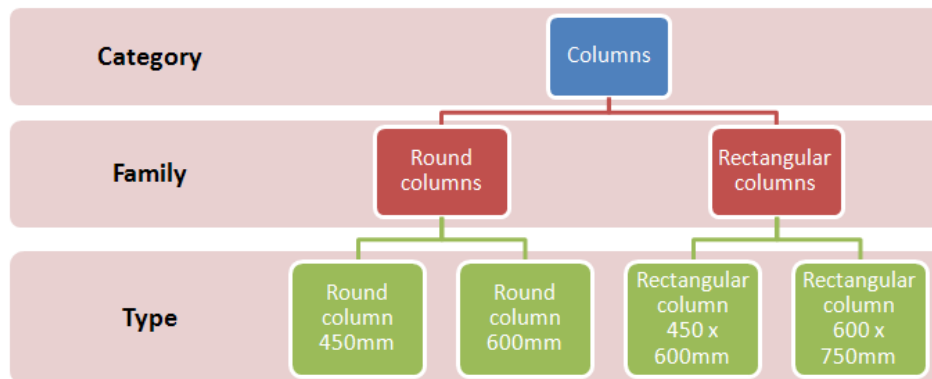 Category
Columns
Family
Round
columns
Rectangular
columns
Type
Round
column
450mm
Round
column
600mm
Rectangular
column
450 x
600mm
Rectangular
column
600 x
750mm